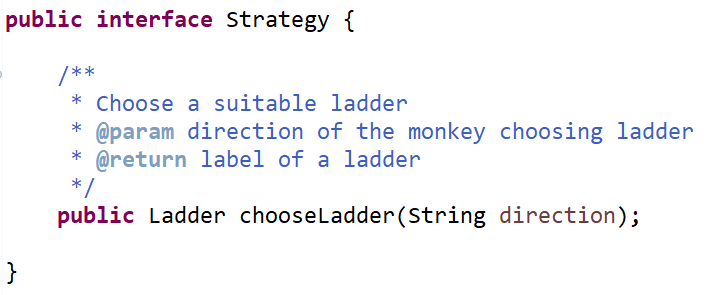 public interface Strategy {
/**
* Choose a suitable ladder
* @param direction of the monkey choosing ladder
* @return label of a ladder
*/
public Ladder chooseLadder(String direction);
}